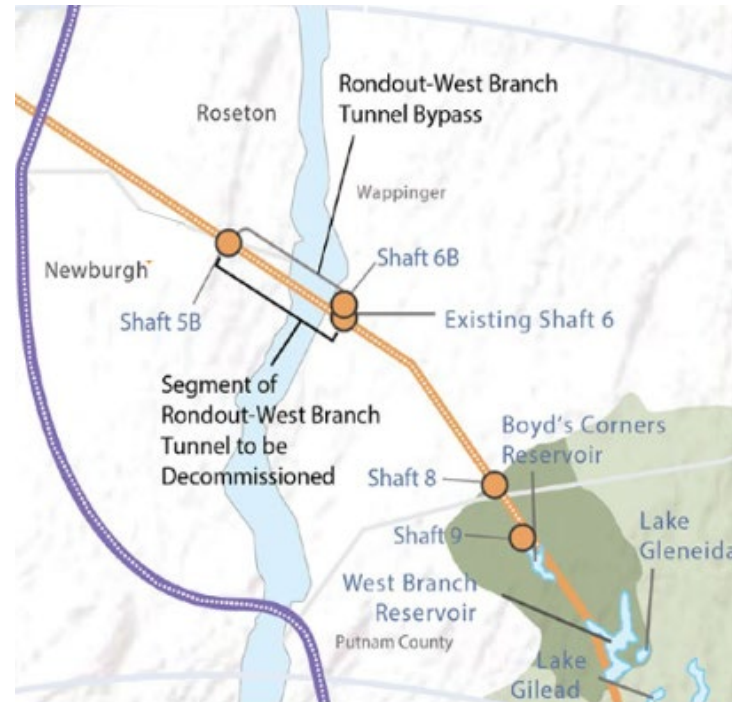 Rondout-West Branch
Tunnel Bypass
Roseton
Wappinger
Shaft 6B
Newburgh
Shaft 5B
Existing Shaft 6
Segment of
Rondout-West Branch
Tunnel to be
Decommissioned
Boyd's Corners
Reservoir
Shaft 8
Shaft 9
Lake
Gleneida
West Branch
Reservoir
Putnam County
Lake
Gilead